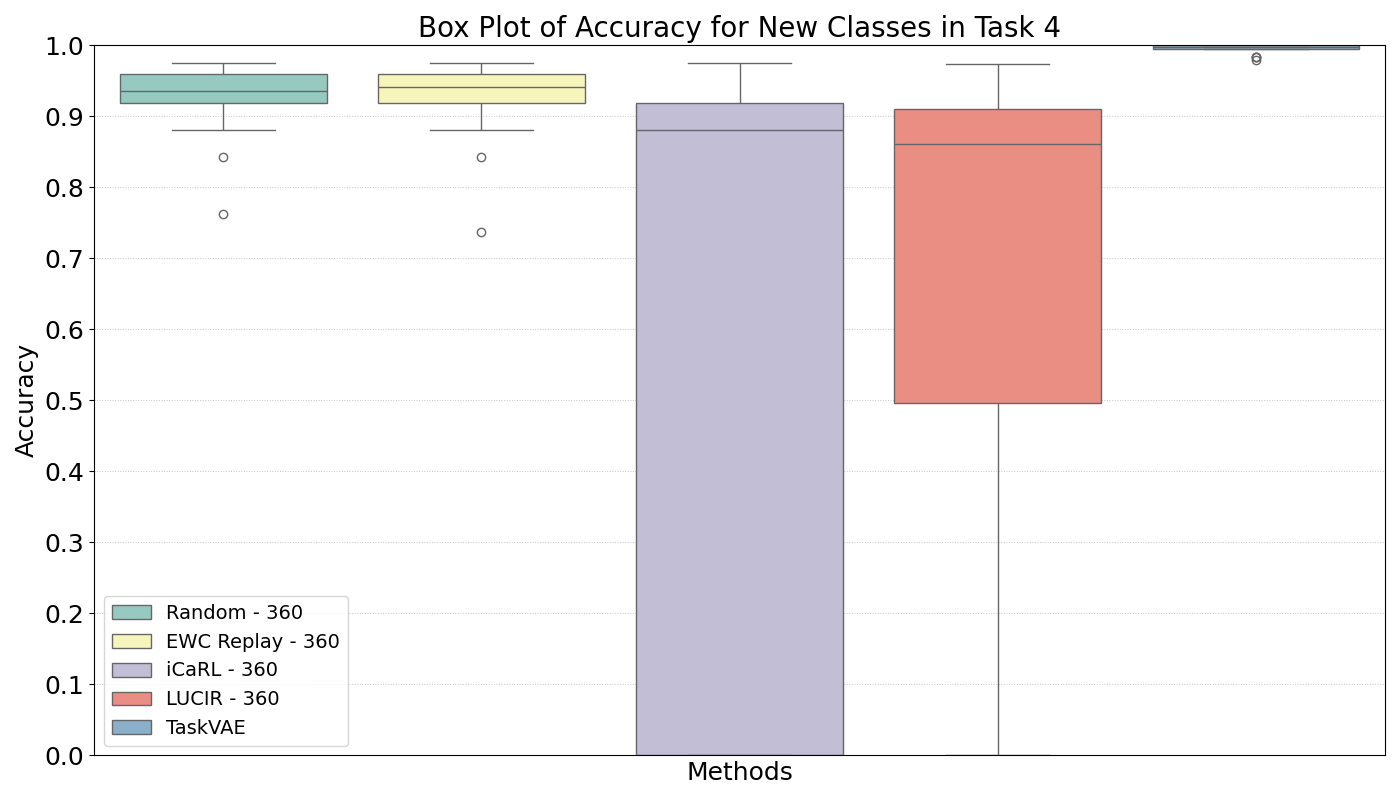 Box Plot of Accuracy for New Classes in Task 4
1.0
0.9
0.8
0.7
0.6
0.5
0.4
0.3
0.2
0.1
0.0
Accuracy
Random - 360
EWC Replay - 360
iCaRL - 360
LUCIR - 360
TaskVAE
Methods